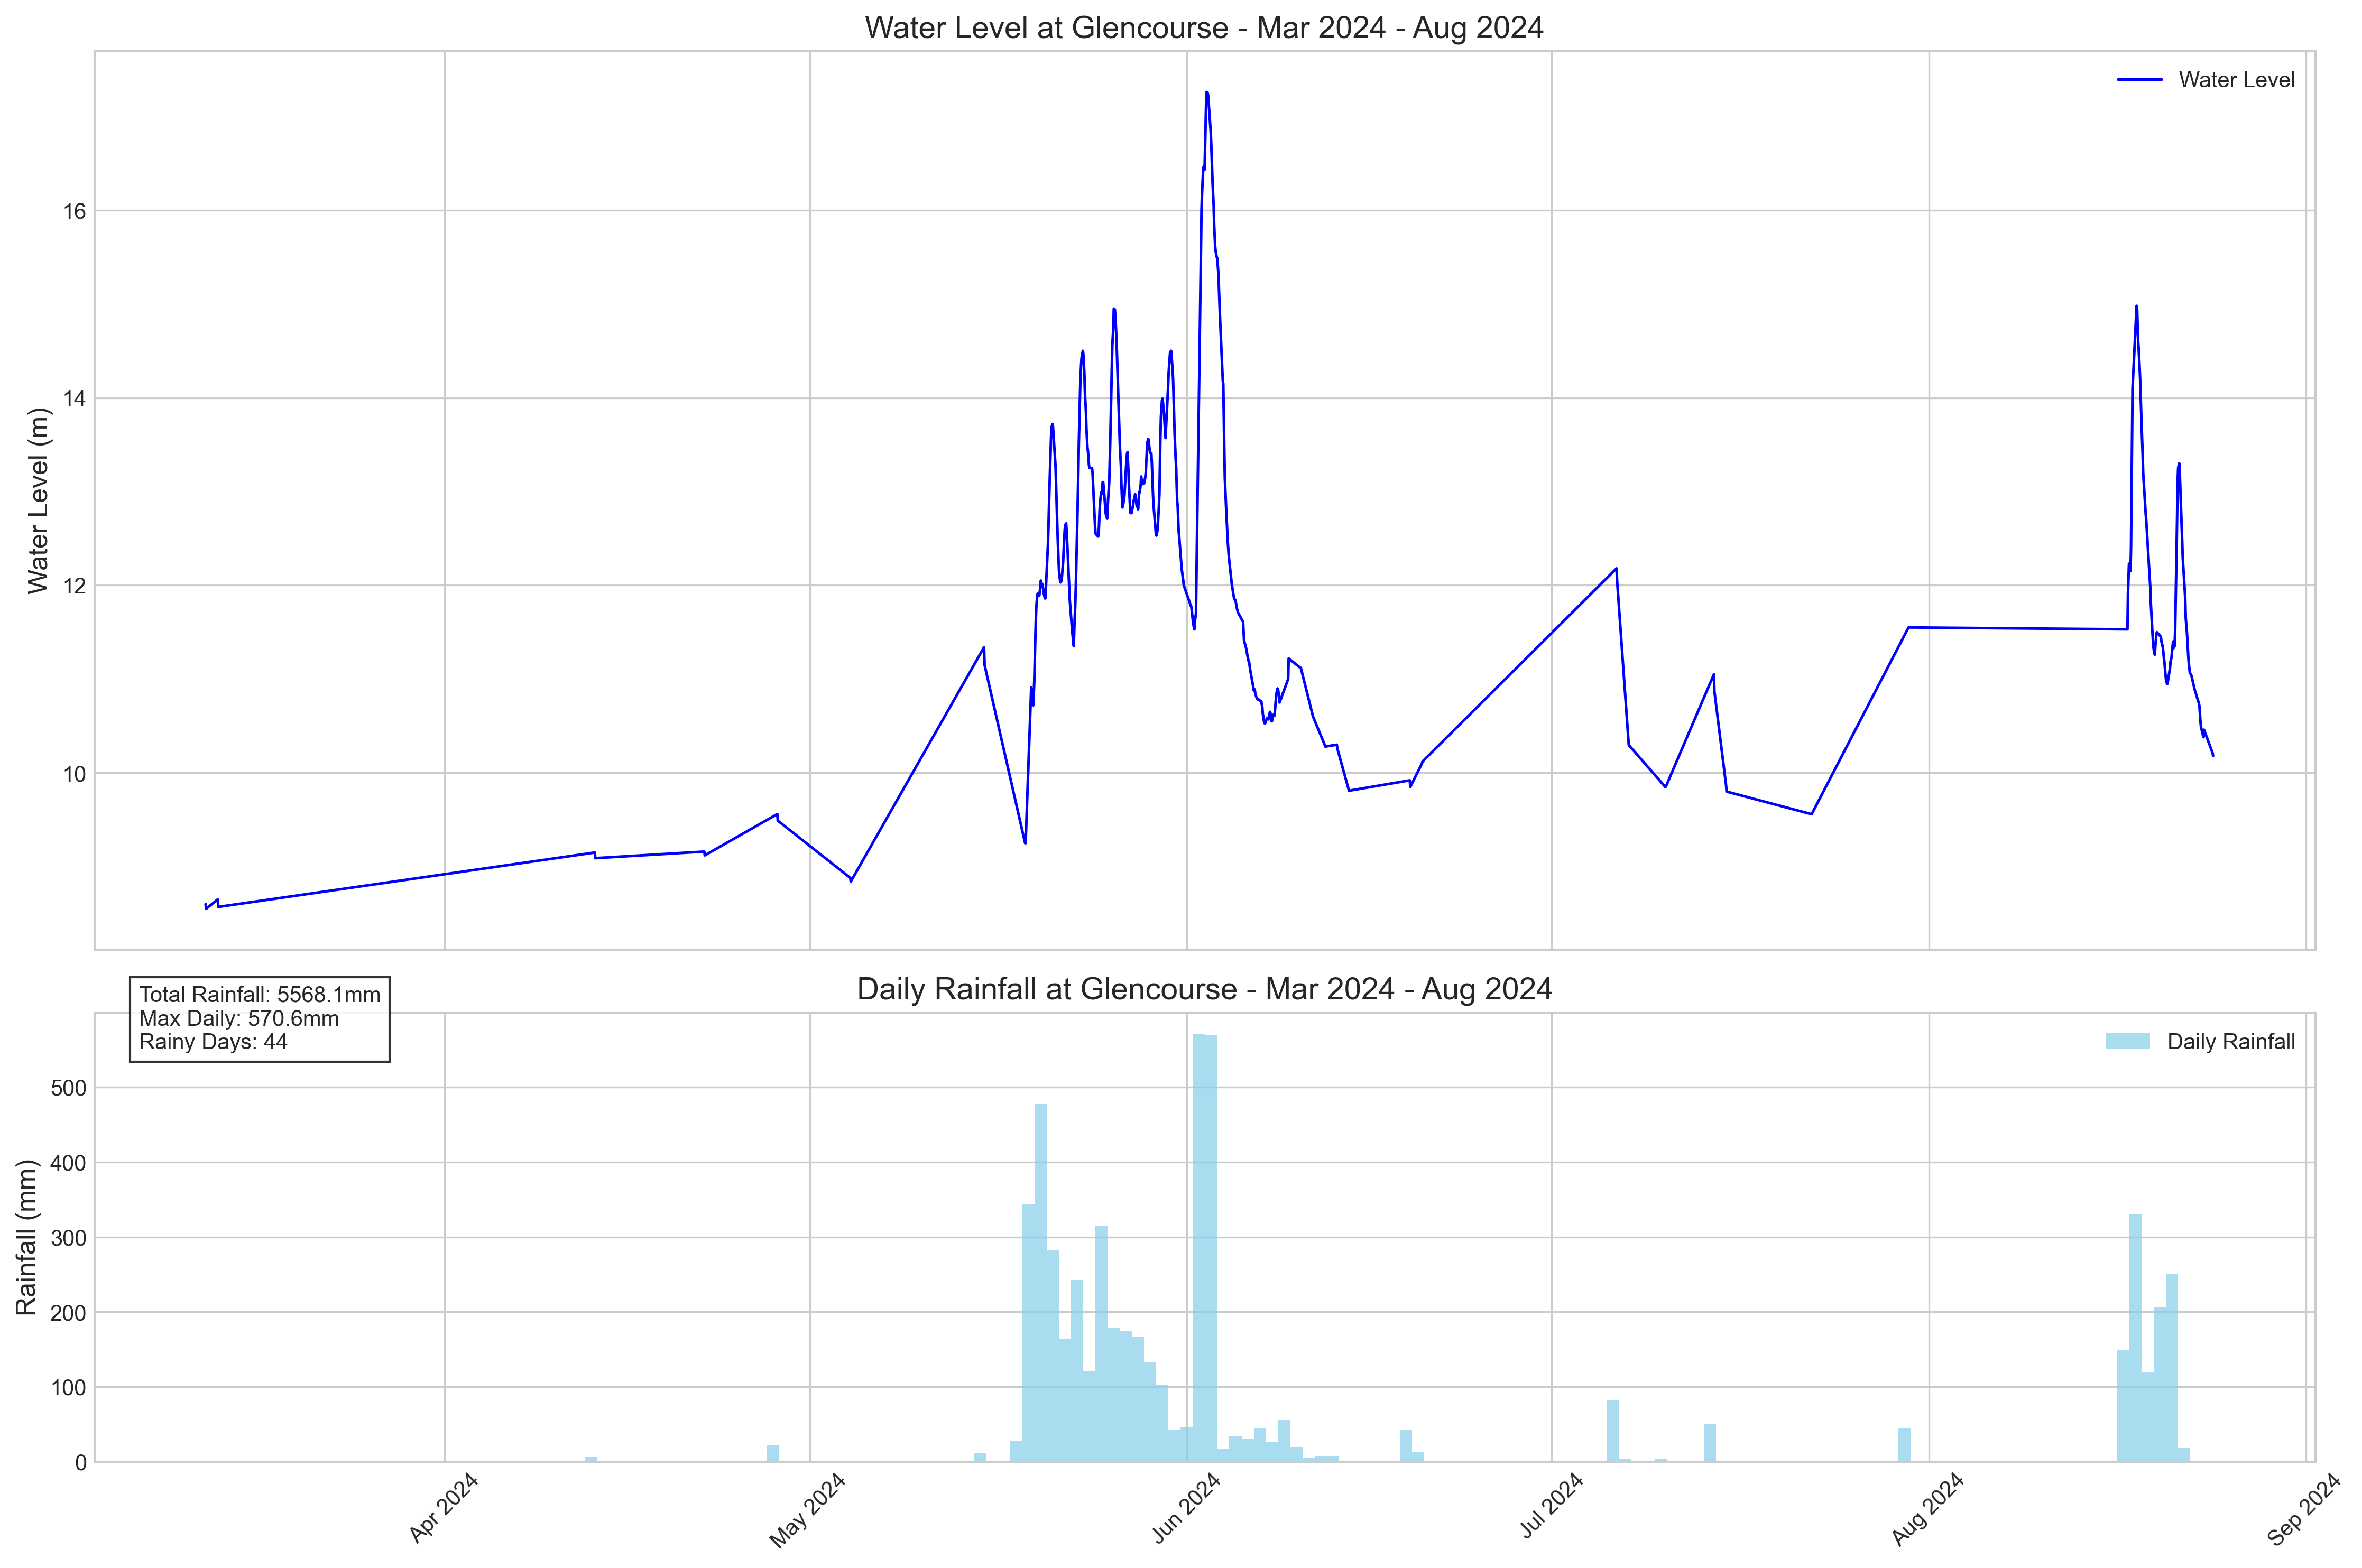 Water Level at Glencourse - Mar 2024 - Aug 2024
Water Level
Water Level (m)
16
14
12
10
Total Rainfall: 5568.1mm
Max Daily: 570.6mm
Rainy Days: 44
Daily Rainfall at Glencourse - Mar 2024 - Aug 2024
Daily Rainfall
Rainfall (mm)
500
400
300
200
100
0
Apr 2024
May 2024
Jun 2024
Jul 2024
Aug 2024
Sep 2024